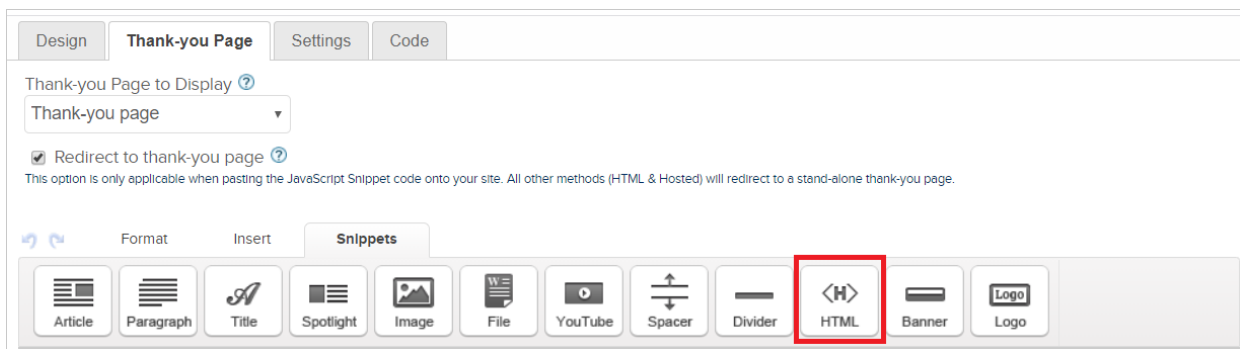 Design Thank-you Page Settings Code
Thank-you Page to Display ?
Thank-you page
Redirect to thank-you page ?
This option is only applicable when pasting the JavaScript Snippet code onto your site. All other methods (HTML & Hosted) will redirect to a stand-alone thank-you page.
Format Insert Snippets
A W <H> Logo
Article Paragraph Title Spotlight Image File YouTube Spacer Divider HTML Banner Logo